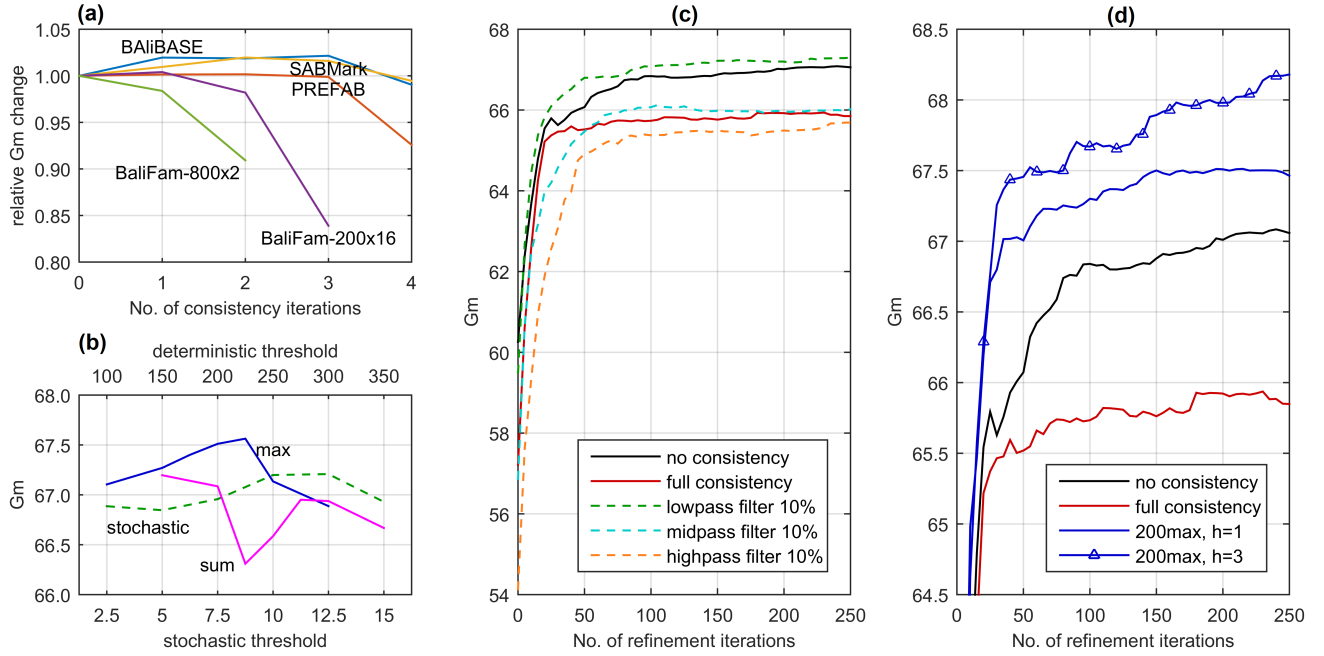 (a)
1.05
1.00
0.95
0.90
0.85
0.80
relative Gm change
BAliBASE
SABMark
PREFAB
BaliFam-800x2
BaliFam-200x16
0 1 2 3 4
No. of consistency iterations
(b)
deterministic threshold
100 150 200 225 250 300 350
68.0
67.5
67.0
66.5
66.0
Gm
max
stochastic
sum
2.5 5 7.5 10 12.5 15
stochastic threshold
(c)
68
66
64
62
60
58
56
54
Gm
no consistency
full consistency
lowpass filter 10%
midpass filter 10%
highpass filter 10%
0 50 100 150 200 250
No. of refinement iterations
(d)
68.5
68
67.5
67
66.5
66
65.5
65
64.5
Gm
no consistency
full consistency
200max, h=1
200max, h=3
0 50 100 150 200 250
No. of refinement iterations